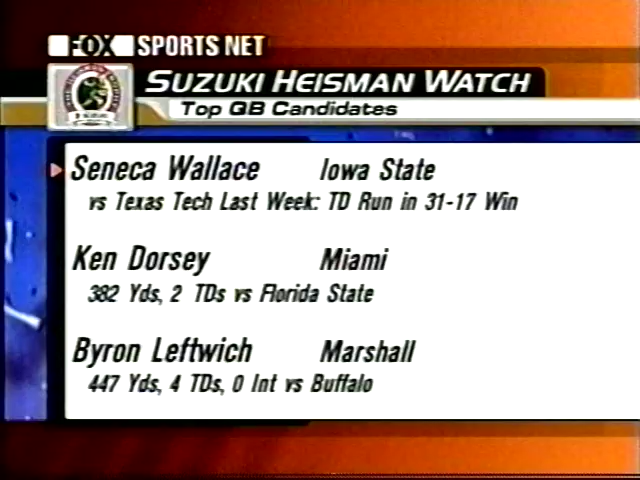 FOX SPORTS NET
SUZUKI HEISMAN WATCH
Top QB Candidates
Seneca Wallace Iowa State
vs Texas Tech Last Week: TD Run in 31-17 Win
Ken Dorsey Miami
382 Yds, 2 TDs vs Florida State
Byron Leftwich Marshall
447 Yds, 4 TDs, 0 Int vs Buffalo